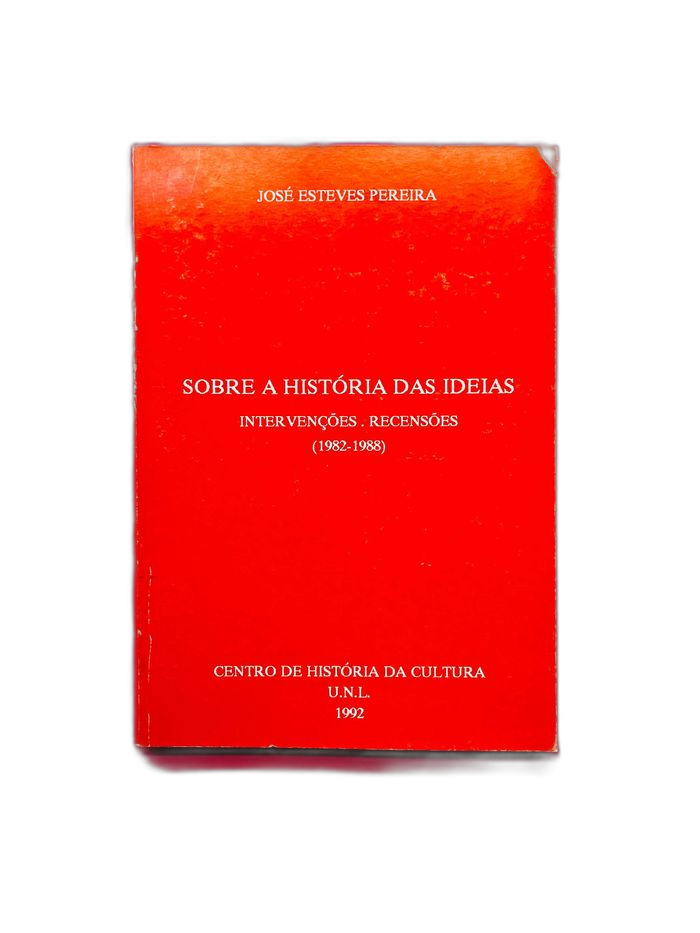 JOSÉ ESTEVES PEREIRA
SOBRE A HISTÓRIA DAS IDEIAS
INTERVENÇÕES . RECENSÕES
(1982-1988)
CENTRO DE HISTÓRIA DA CULTURA
U.N.L.
1992